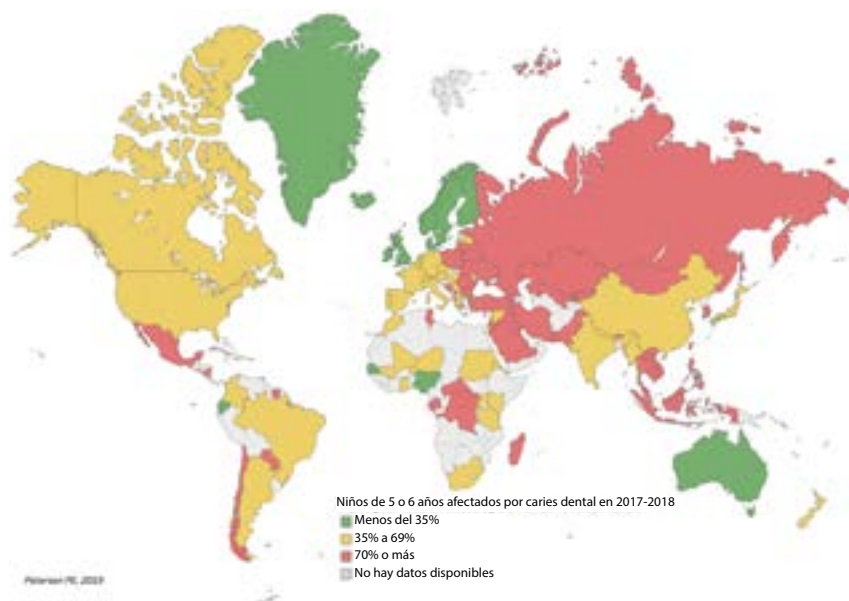 Niños de 5 o 6 años afectados por caries dental en 2017-2018
Menos del 35%
35% a 69%
70% o más
No hay datos disponibles
Petersen PE, 2019